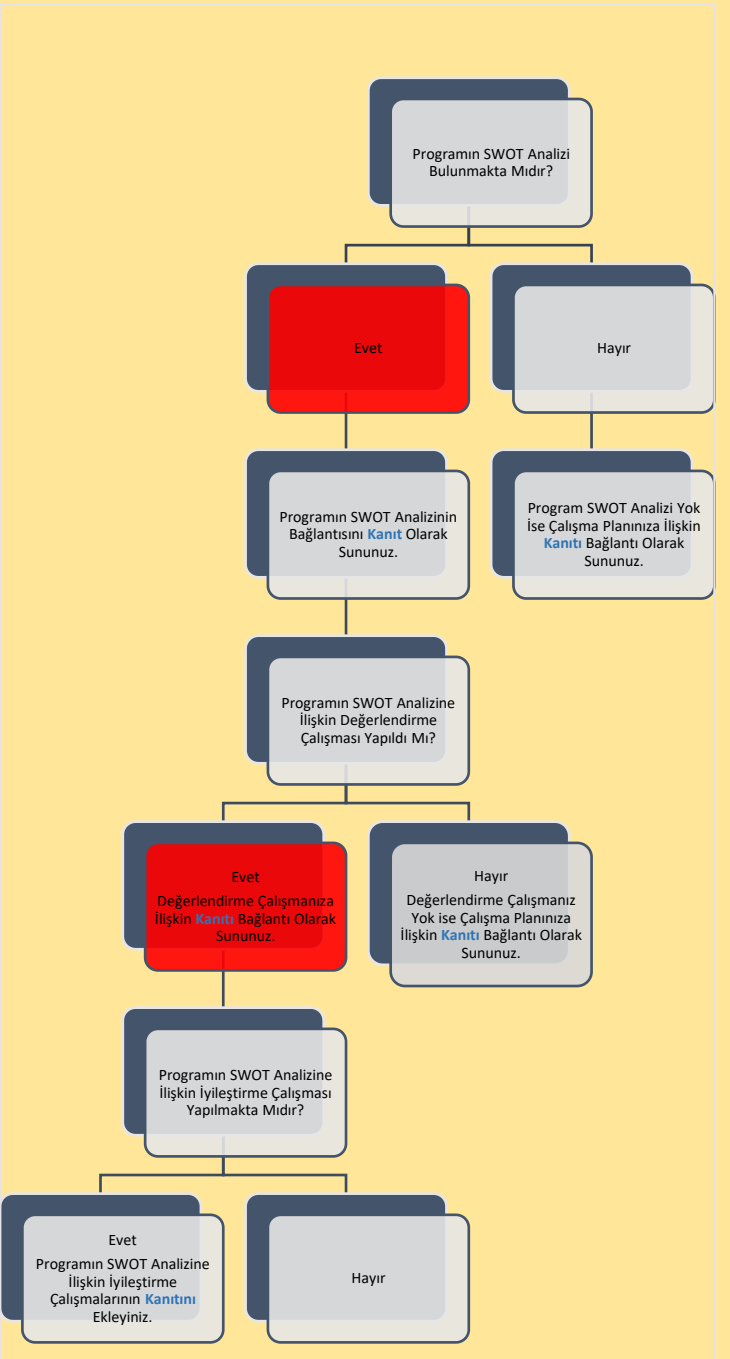 Programın SWOT Analizi
Bulunmakta Mıdır?
Evet
Hayır
Programın SWOT Analizinin
Bağlantısını Kanıt Olarak
Sununuz.
Program SWOT Analizi Yok
İse Çalışma Planınıza İlişkin
Kanıtı Bağlantı Olarak
Sununuz.
Programın SWOT Analizine
İlişkin Değerlendirme
Çalışması Yapıldı Mı?
Evet
Değerlendirme Çalışmanıza
İlişkin Kanıtı Bağlantı Olarak
Sununuz.
Hayır
Değerlendirme Çalışmanız
Yok ise Çalışma Planınıza
İlişkin Kanıtı Bağlantı Olarak
Sununuz.
Programın SWOT Analizine
İlişkin İyileştirme Çalışması
Yapılmakta Mıdır?
Evet
Programın SWOT Analizine
İlişkin İyileştirme
Çalışmalarının Kanıtını
Ekleyiniz.
Hayır